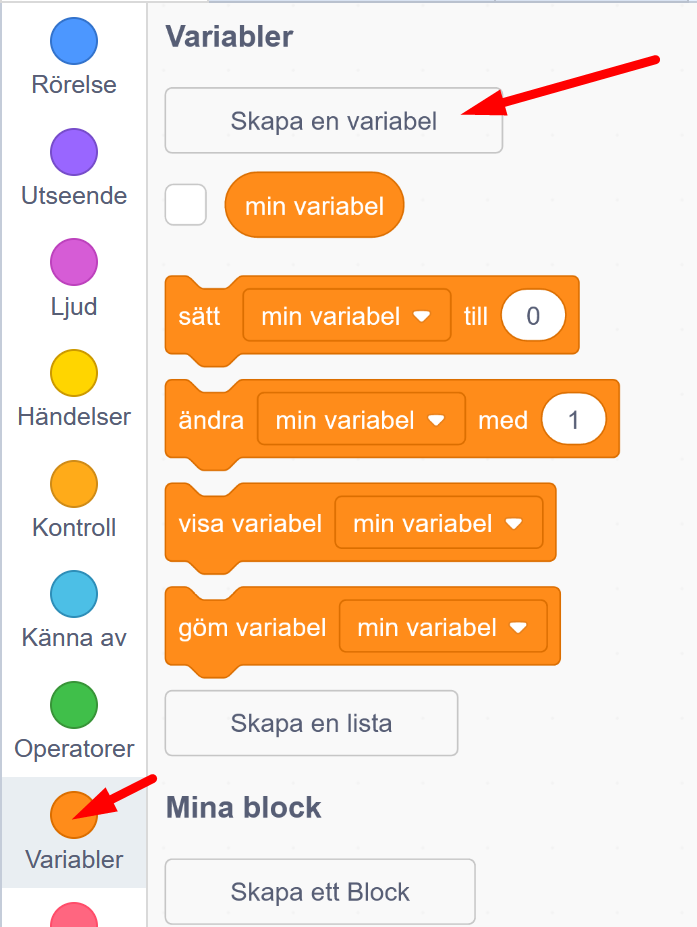 Rörelse
Utseende
Ljud
Händelser
Kontroll
Känna av
Operatorer
Variabler
Variabler
Skapa en variabel
min variabel
sätt min variabel till 0
ändra min variabel med 1
visa variabel min variabel
göm variabel min variabel
Skapa en lista
Mina block
Skapa ett Block